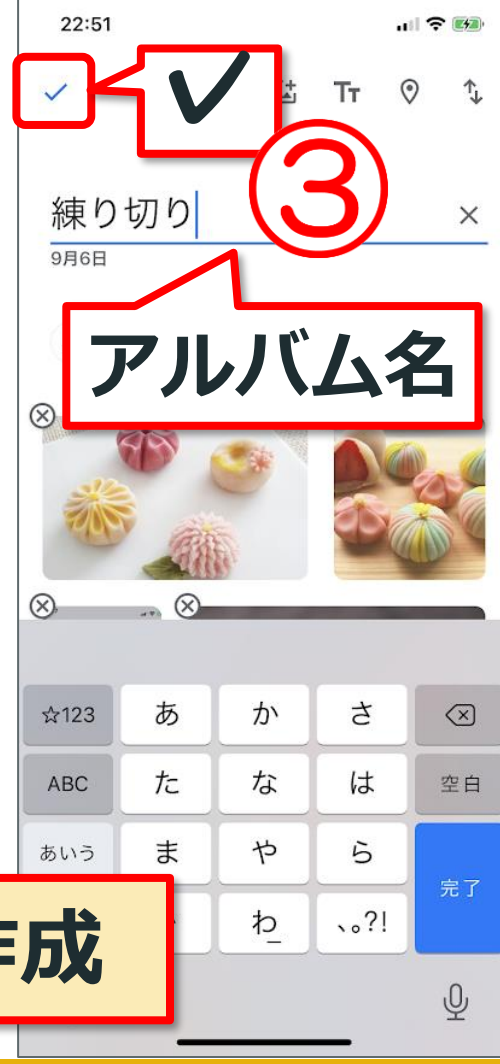 22:51
✓
✔
Tт
③
練り切り
9月6日
アルバム名
☆123
あ
か
さ
ABC
た
な
は
空白
あいう
ま
や
ら
完了
わ
、。?!
成